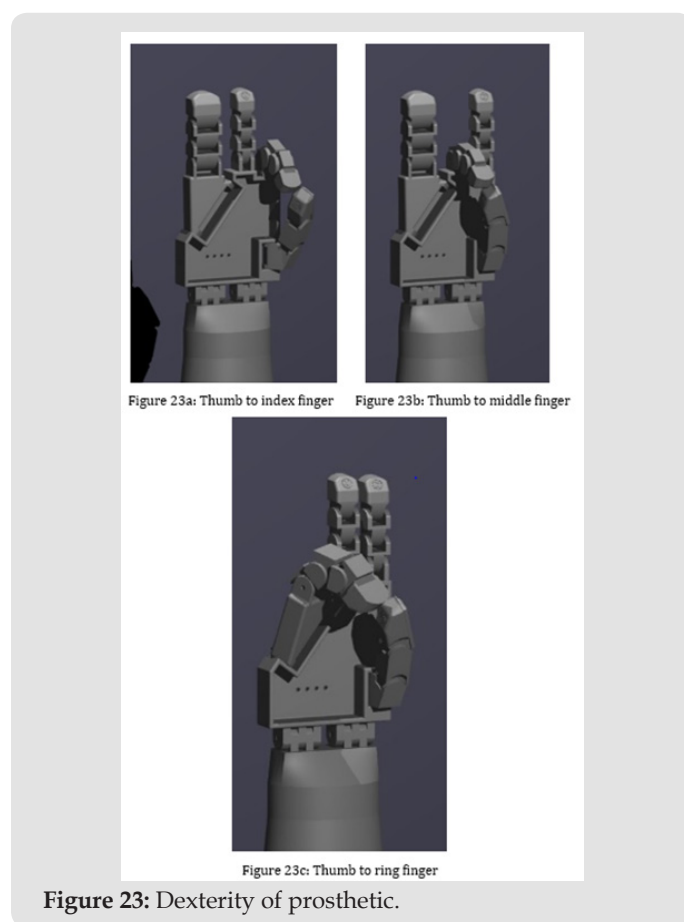 Figure 23a: Thumb to index finger
Figure 23b: Thumb to middle finger
Figure 23c: Thumb to ring finger
Figure 23: Dexterity of prosthetic.